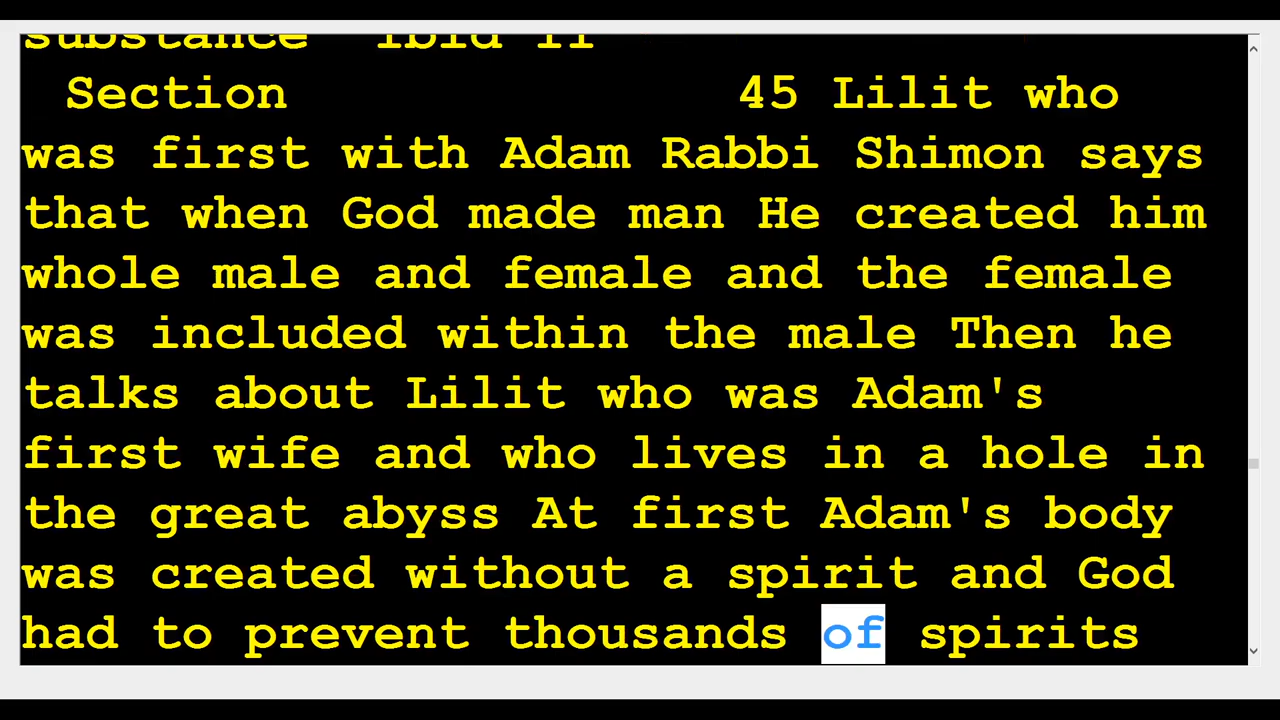 substance ibid 11
Section 45 Lilit who
was first with Adam Rabbi Shimon says
that when God made man He created him
whole male and female and the female
was included within the male Then he
talks about Lilit who was Adam's
first wife and who lives in a hole in
the great abyss At first Adam's body
was created without a spirit and God
had to prevent thousands of spirits